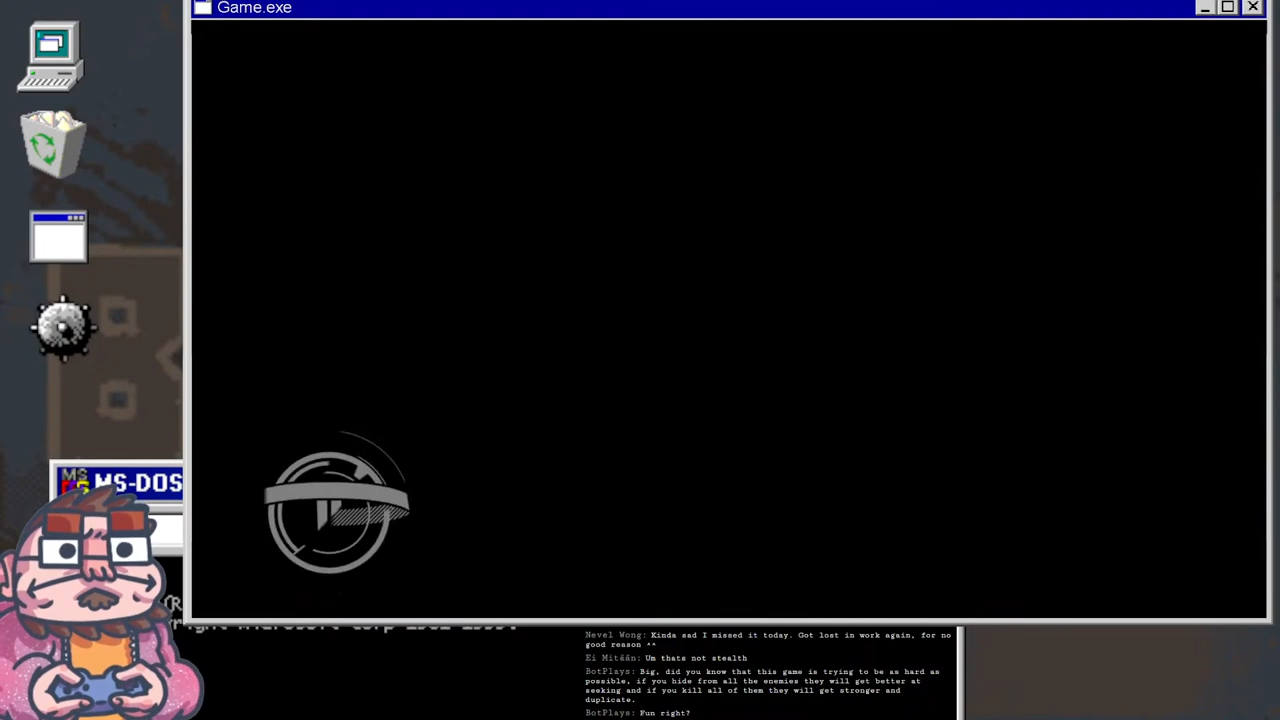 Game.exe
MS-DOS
Nevel Wong: Kinda sad I missed it today. Got lost in work again, for no
good reason ^^
Ei Mitään: Um thats not stealth
BotPlays: Big, did you know that this game is trying to be as hard as
possible, if you hide from all the enemies they will get better at
seeking and if you kill all of them they will get stronger and
duplicate.
BotPlays: Fun right?